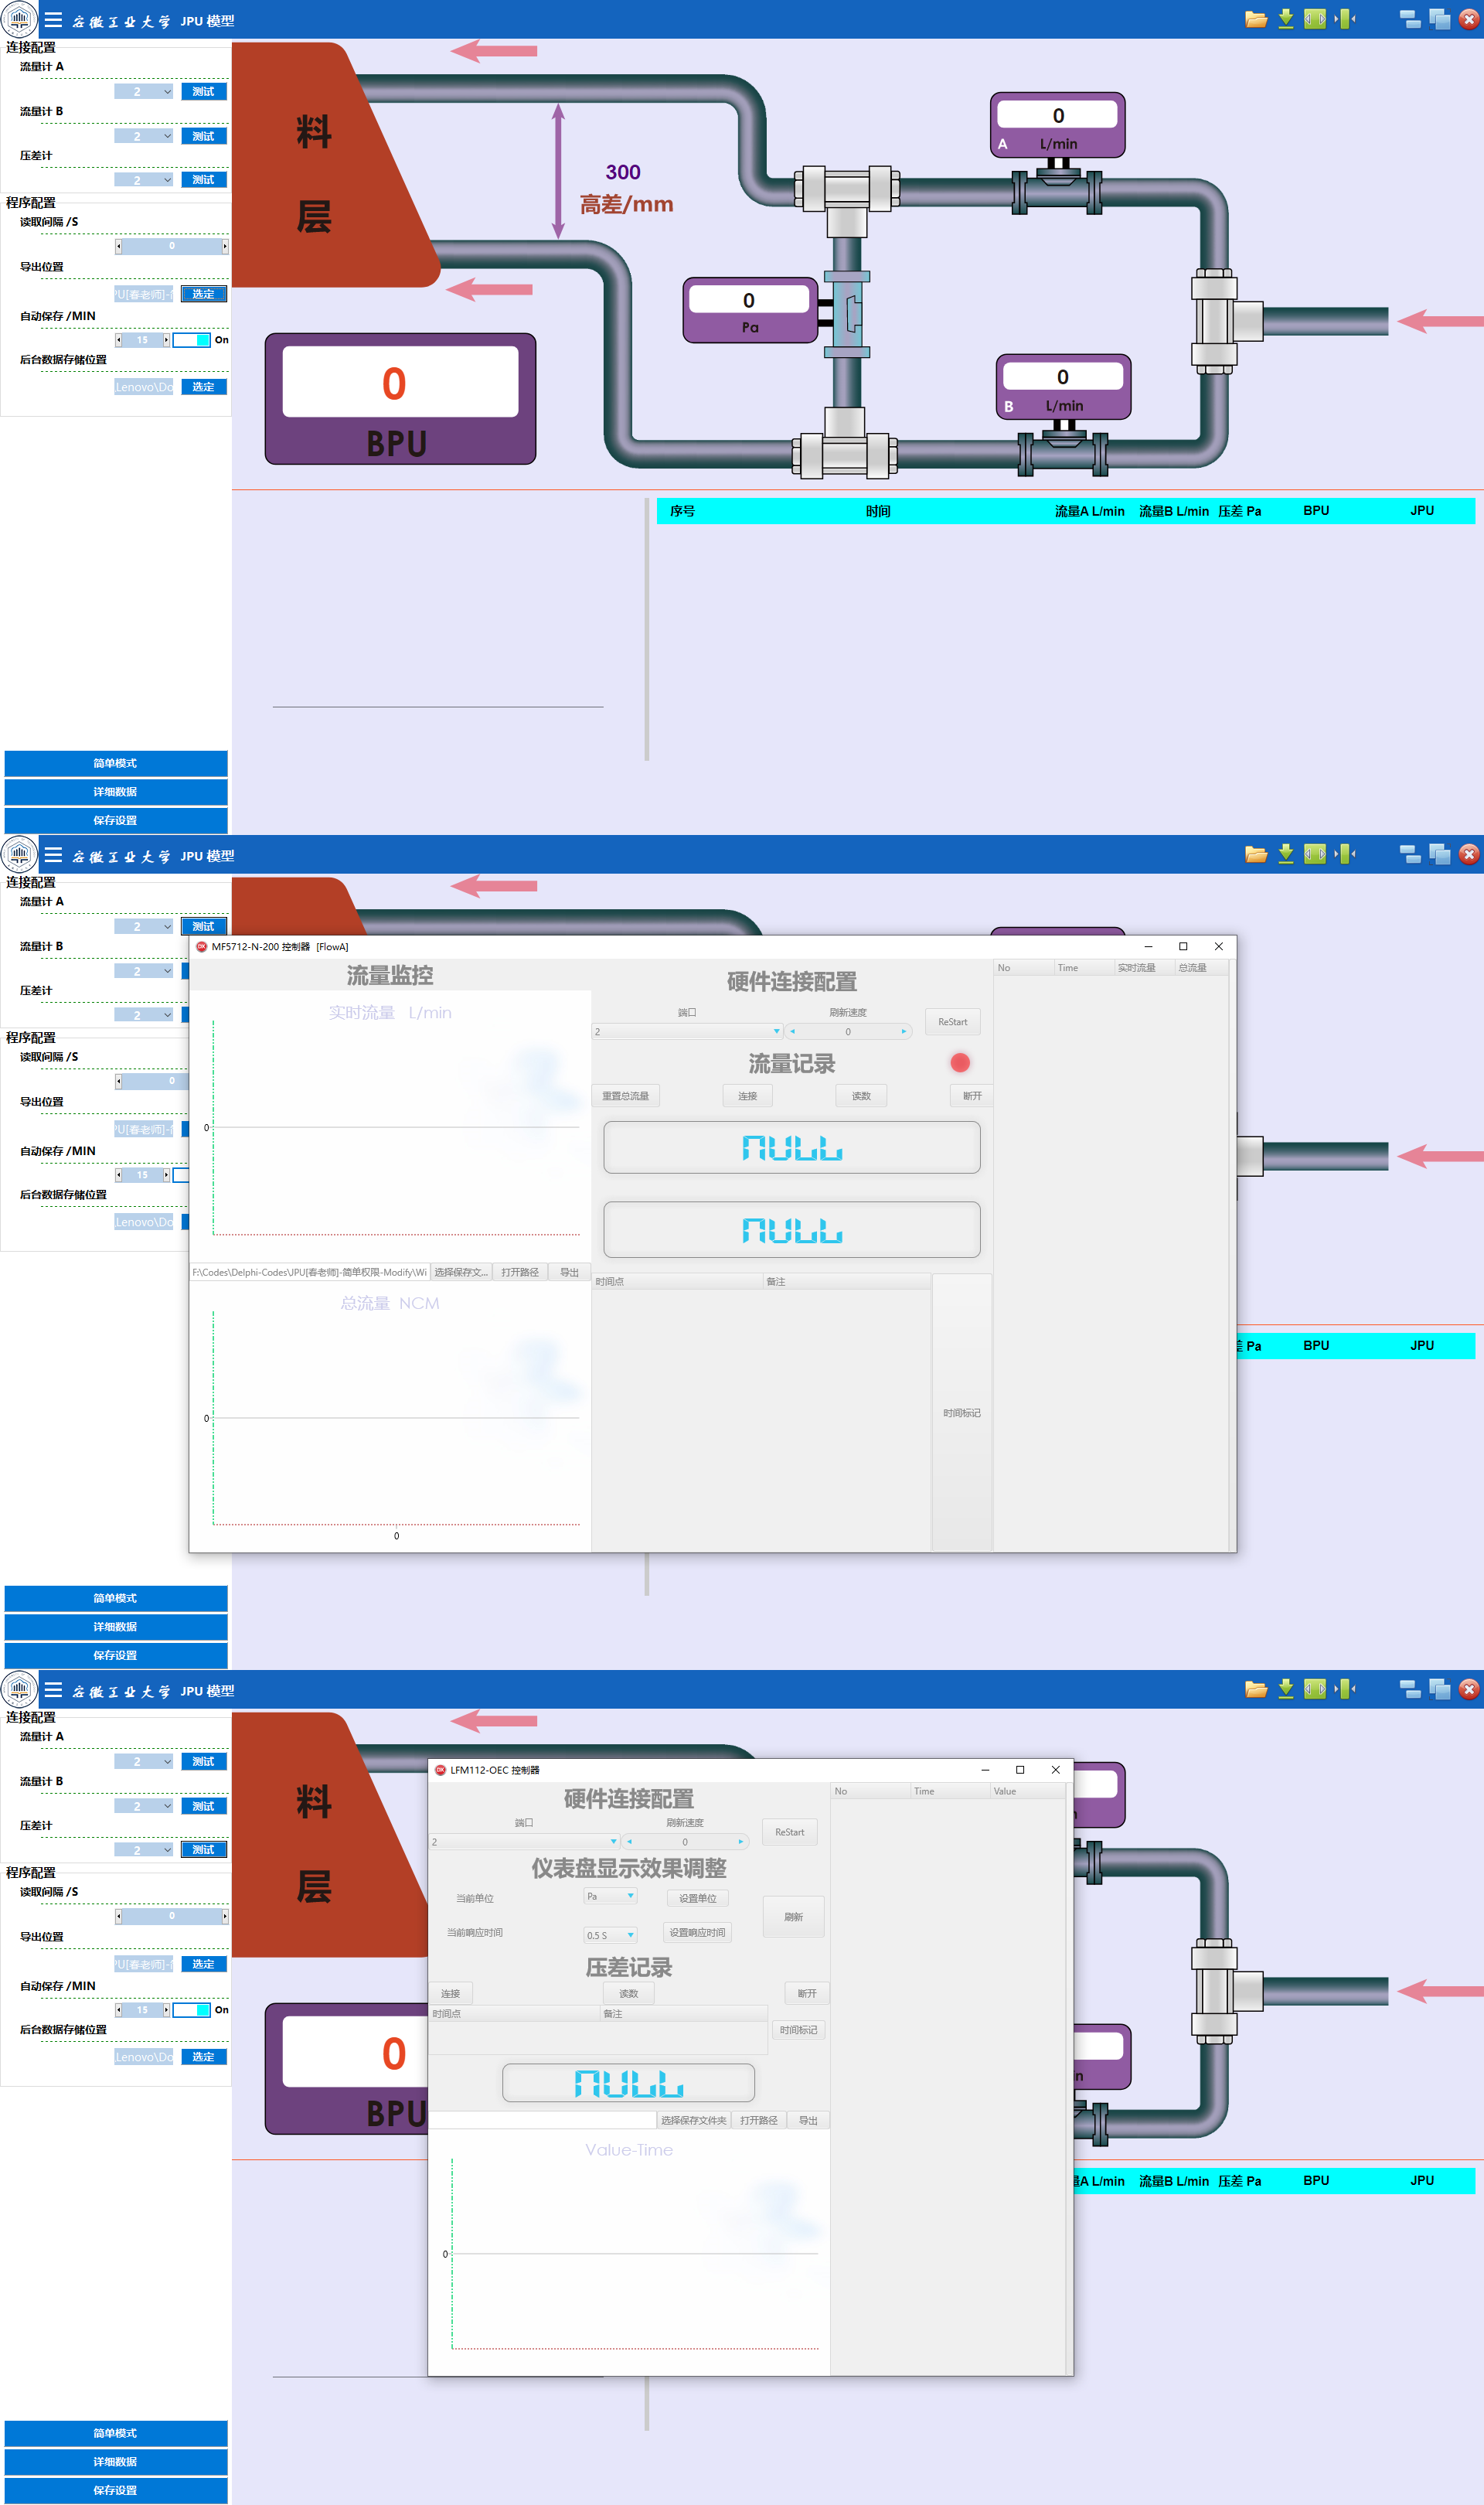 安徽工业大学 JPU 模型
连接配置
流量计 A
2 测试
流量计 B
2 测试
压差计
2 测试
程序配置
读取间隔 /S
0
导出位置
PU[春老师]- 选定
自动保存 /MIN
15 On
后台数据存储位置
Lenovo\Do 选定
简单模式
详细数据
保存设置
料
层
300
高差/mm
0
A L/min
0
Pa
0
B L/min
0
BPU
序号 时间 流量A L/min 流量B L/min 压差 Pa BPU JPU
安徽工业大学 JPU 模型
连接配置
流量计 A
2 测试
流量计 B
2
压差计
2
程序配置
读取间隔 /S
0
导出位置
PU[春老师]-
自动保存 /MIN
15
后台数据存储位置
Lenovo\Do
简单模式
详细数据
保存设置
MF5712-N-200 控制器 [FlowA]
流量监控
实时流量 L/min
0
F:\Codes\Delphi-Codes\JPU[春老师]-简单权限-Modify\Wi 选择保存文... 打开路径 导出
总流量 NCM
0
0
硬件连接配置
端口 刷新速度
2 0 ReStart
流量记录
重置总流量 连接 读数 断开
NULL
NULL
时间点 备注
时间标记
No Time 实时流量 总流量
差 Pa BPU JPU
安徽工业大学 JPU 模型
连接配置
流量计 A
2 测试
流量计 B
2 测试
压差计
2 测试
程序配置
读取间隔 /S
0
导出位置
PU[春老师]- 选定
自动保存 /MIN
15 On
后台数据存储位置
Lenovo\Do 选定
简单模式
详细数据
保存设置
料
层
0
BPU
LFM112-OEC 控制器
硬件连接配置
端口 刷新速度
2 0 ReStart
仪表盘显示效果调整
当前单位 Pa 设置单位
当前响应时间 0.5 S 设置响应时间
刷新
压差记录
连接 读数 断开
时间点 备注
时间标记
NULL
选择保存文件夹 打开路径 导出
Value-Time
0
No Time Value
n
量A L/min 流量B L/min 压差 Pa BPU JPU